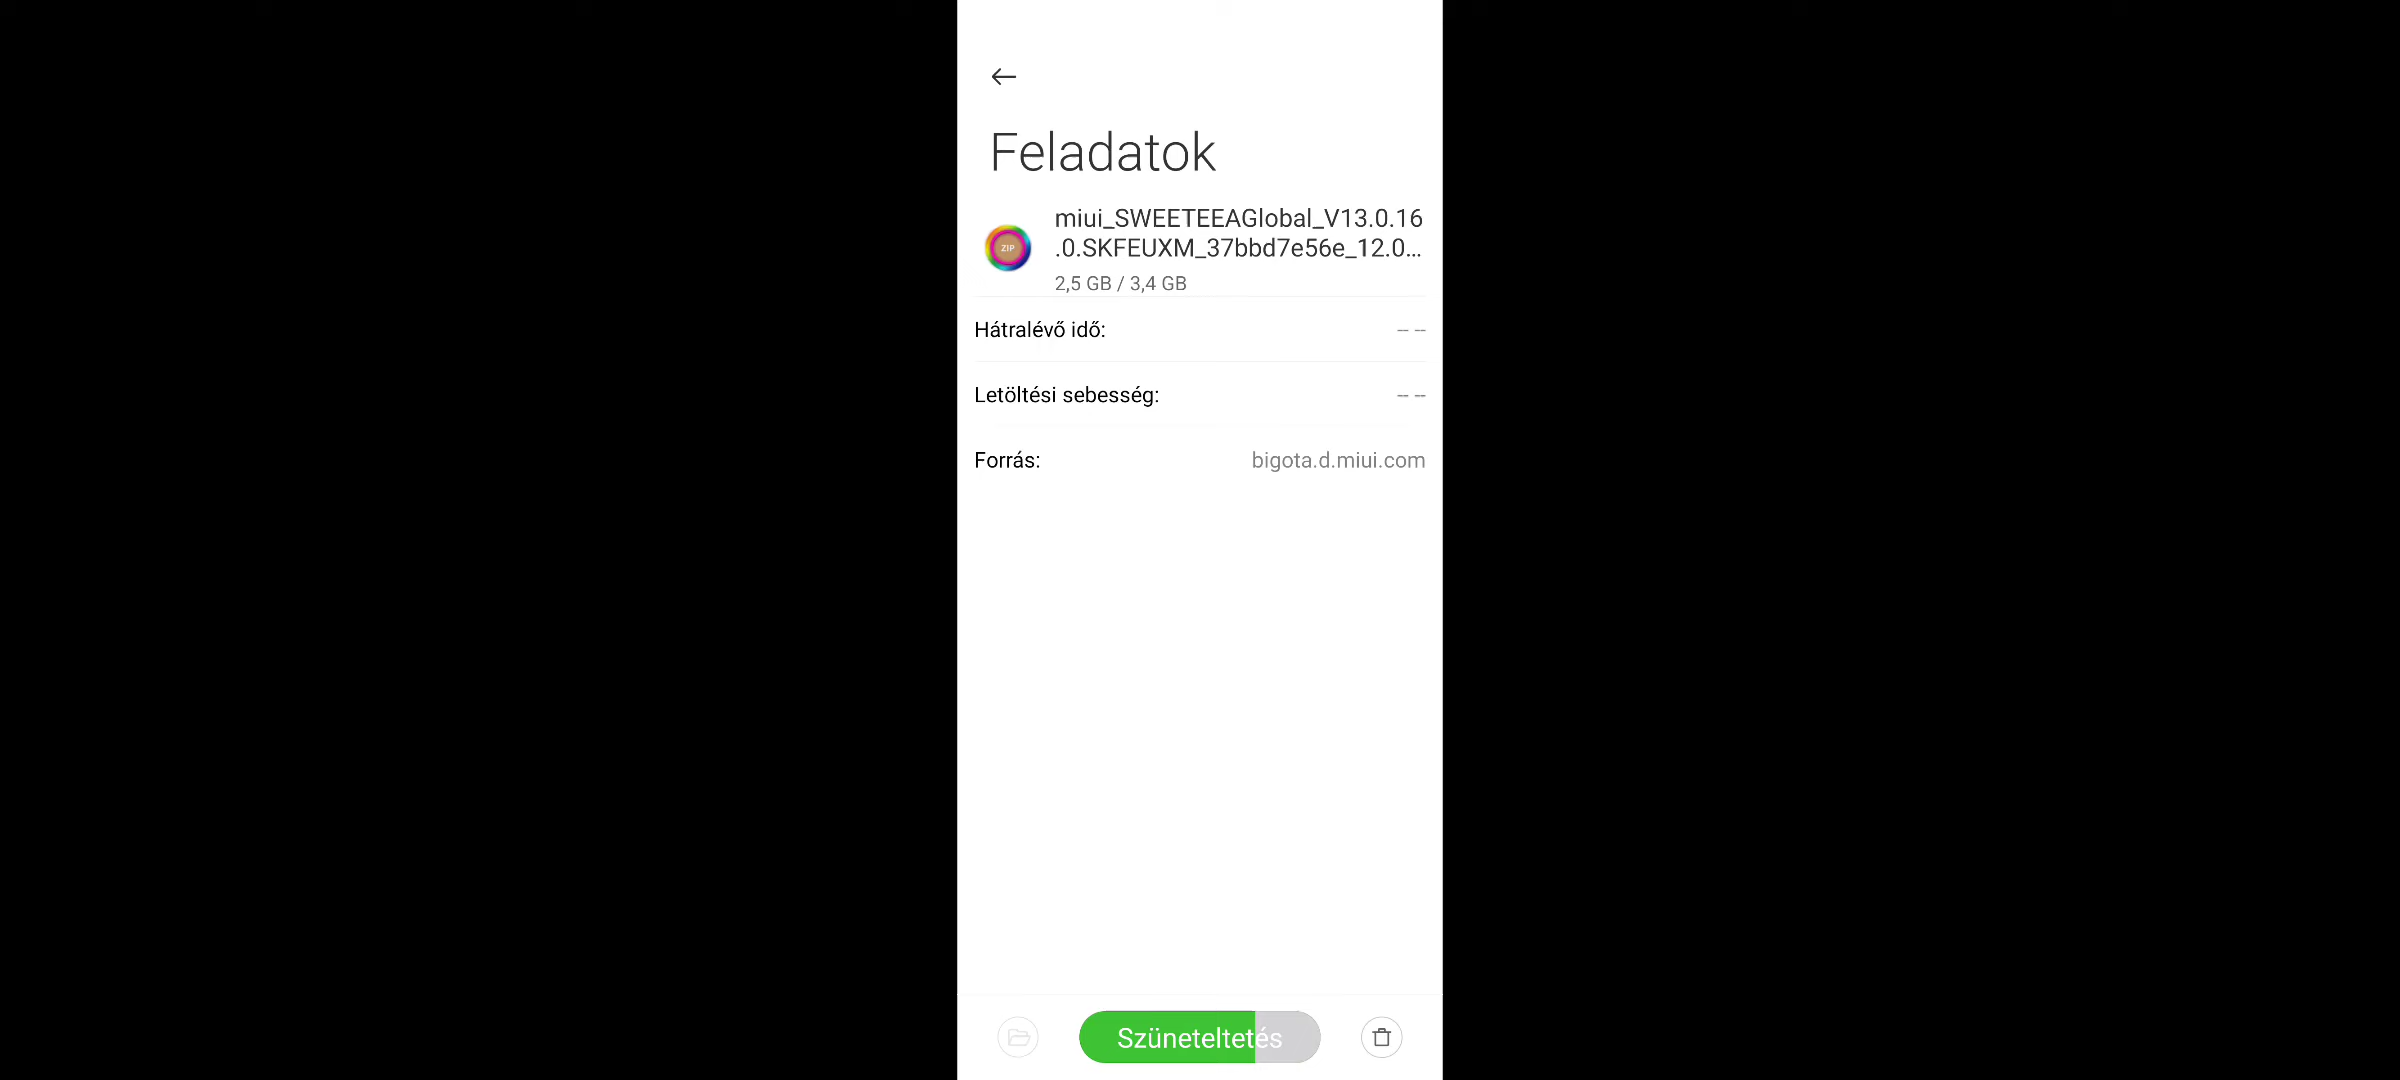 Feladatok
miui_SWEETEEAGlobal_V13.0.16
.0.SKFEUXM_37bbd7e56e_12.0...
ZIP
2,5 GB / 3,4 GB
Hátralévő idő: -- --
Letöltési sebesség: -- --
Forrás: bigota.d.miui.com
Szüneteltetés